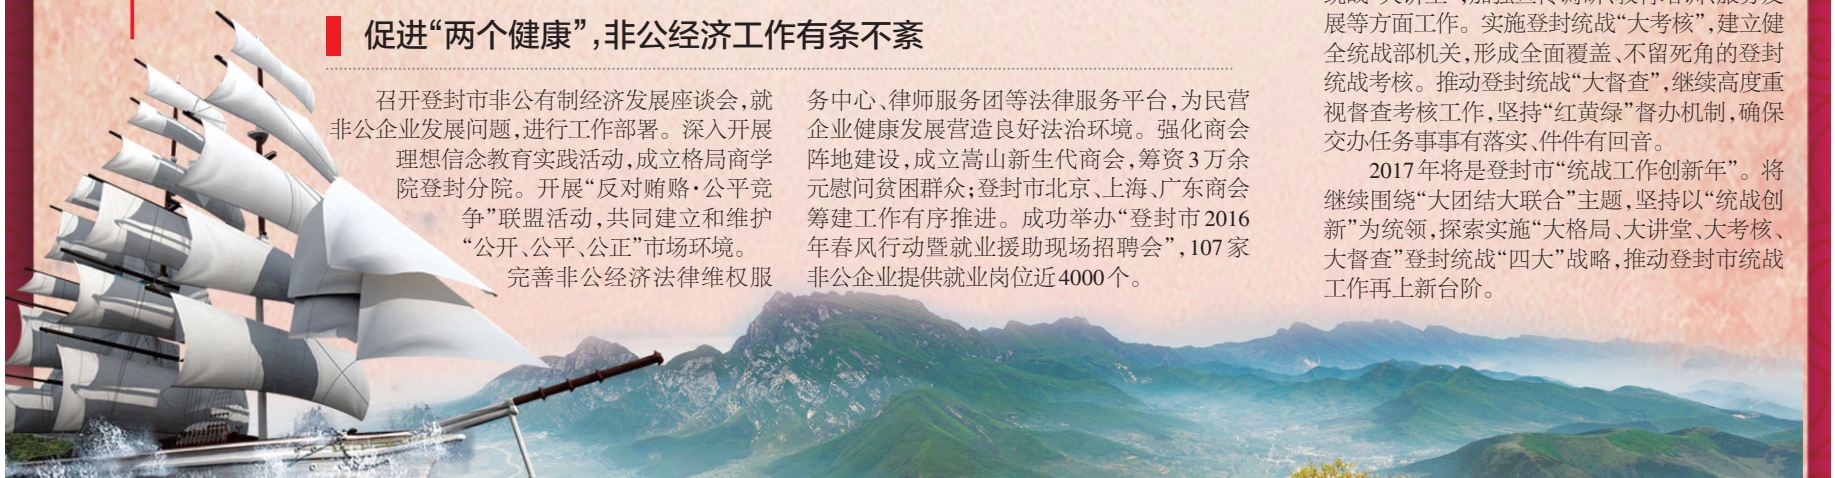 促进“两个健康”,非公经济工作有条不紊
召开登封市非公有制经济发展座谈会,就
非公企业发展问题,进行工作部署。深入开展
理想信念教育实践活动,成立格局商学
院登封分院。开展“反对贿赂·公平竞
争”联盟活动,共同建立和维护
“公开、公平、公正”市场环境。
完善非公经济法律维权服
务中心、律师服务团等法律服务平台,为民营
企业健康发展营造良好法治环境。强化商会
阵地建设,成立嵩山新生代商会,筹资3万余
元慰问贫困群众;登封市北京、上海、广东商会
筹建工作有序推进。成功举办“登封市2016
年春风行动暨就业援助现场招聘会”,107家
非公企业提供就业岗位近4000个。
展等方面工作。实施登封统战“大考核”,建立健
全统战部机关,形成全面覆盖、不留死角的登封
统战考核。推动登封统战“大督查”,继续高度重
视督查考核工作,坚持“红黄绿”督办机制,确保
交办任务事事有落实、件件有回音。
2017年将是登封市“统战工作创新年”。将
继续围绕“大团结大联合”主题,坚持以“统战创
新”为统领,探索实施“大格局、大讲堂、大考核、
大督查”登封统战“四大”战略,推动登封市统战
工作再上新台阶。